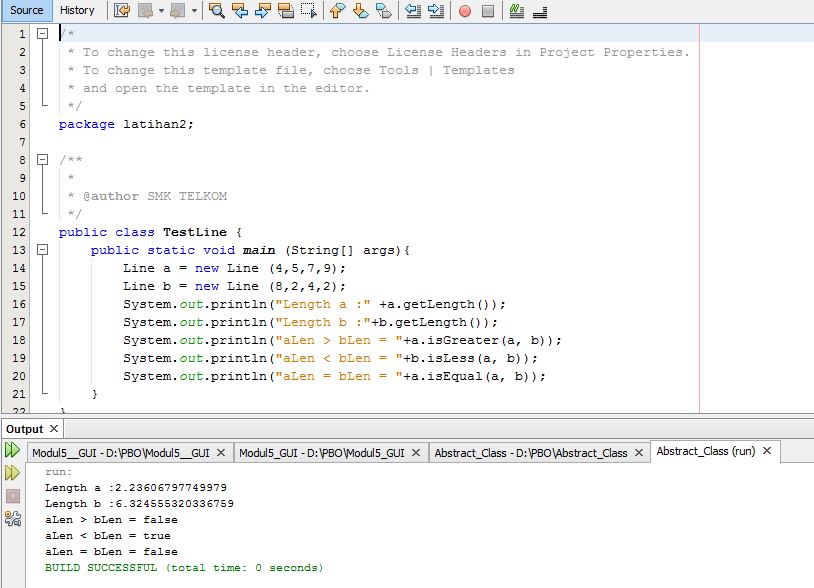 Source History
1 /*
2 * To change this license header, choose License Headers in Project Properties.
3 * To change this template file, choose Tools | Templates
4 * and open the template in the editor.
5 */
6 package latihan2;
7
8 /**
9 *
10 * @author SMK TELKOM
11 */
12 public class TestLine {
13 public static void main (String[] args){
14 Line a = new Line (4,5,7,9);
15 Line b = new Line (8,2,4,2);
16 System.out.println("Length a :" +a.getLength());
17 System.out.println("Length b :"+b.getLength());
18 System.out.println("aLen > bLen = "+a.isGreater(a, b));
19 System.out.println("aLen < bLen = "+b.isLess(a, b));
20 System.out.println("aLen = bLen = "+a.isEqual(a, b));
21 }
22 }
Output
Modul5__GUI - D:\PBO\Modul5__GUI Modul5_GUI - D:\PBO\Modul5_GUI Abstract_Class - D:\PBO\Abstract_Class Abstract_Class (run)
run:
Length a :2.23606797749979
Length b :6.324555320336759
aLen > bLen = false
aLen < bLen = true
aLen = bLen = false
BUILD SUCCESSFUL (total time: 0 seconds)